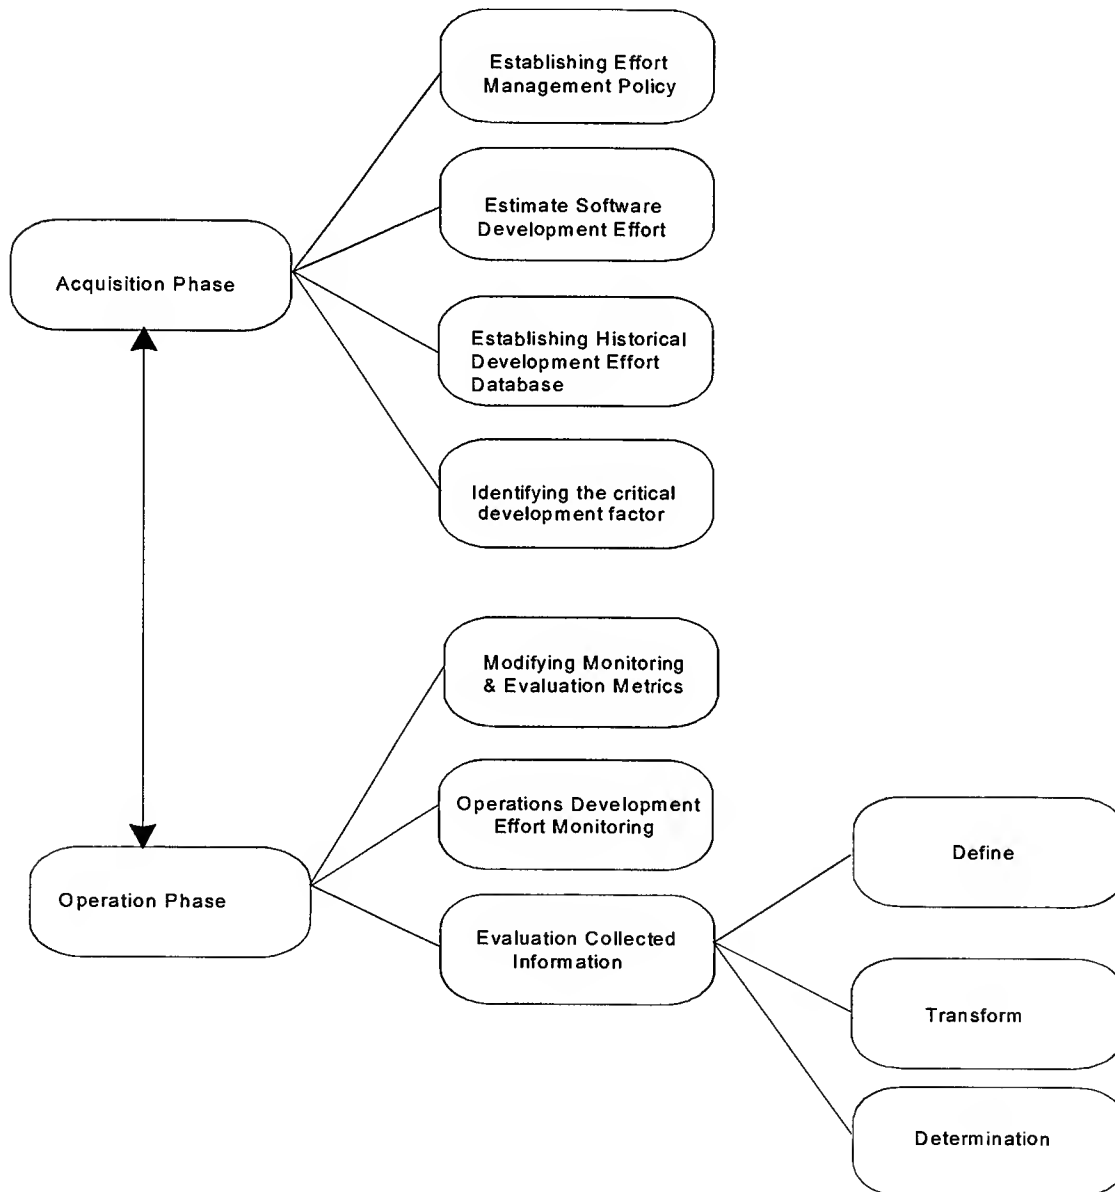 Establishing Effort
Management Policy
Estimate Software
Development Effort
Acquisition Phase
Establishing Historical
Development Effort
Database
Identifying the critical
development factor
Modifying Monitoring
& Evaluation Metrics
Operations Development
Effort Monitoring
Define
Operation Phase
Evaluation Collected
Information
Transform
Determination